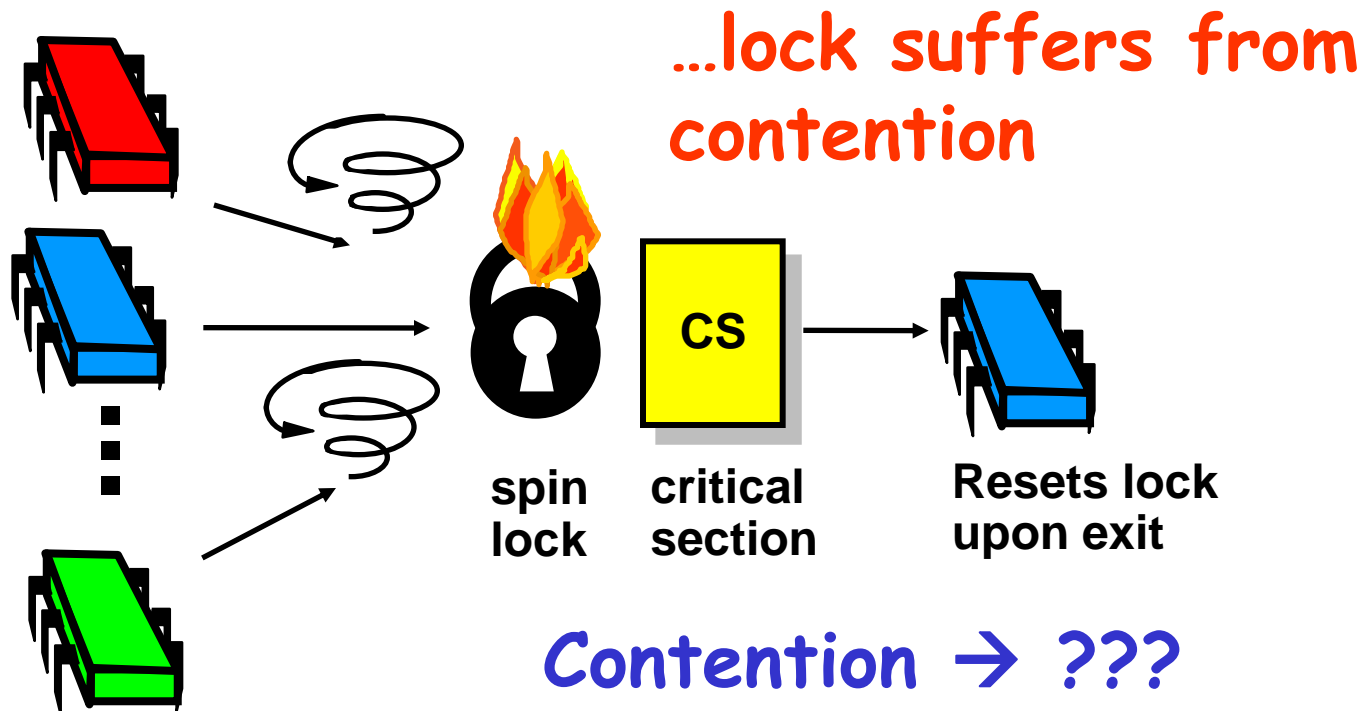 ...lock suffers from
contention
CS
spin
lock
critical
section
Resets lock
upon exit
Contention → ???